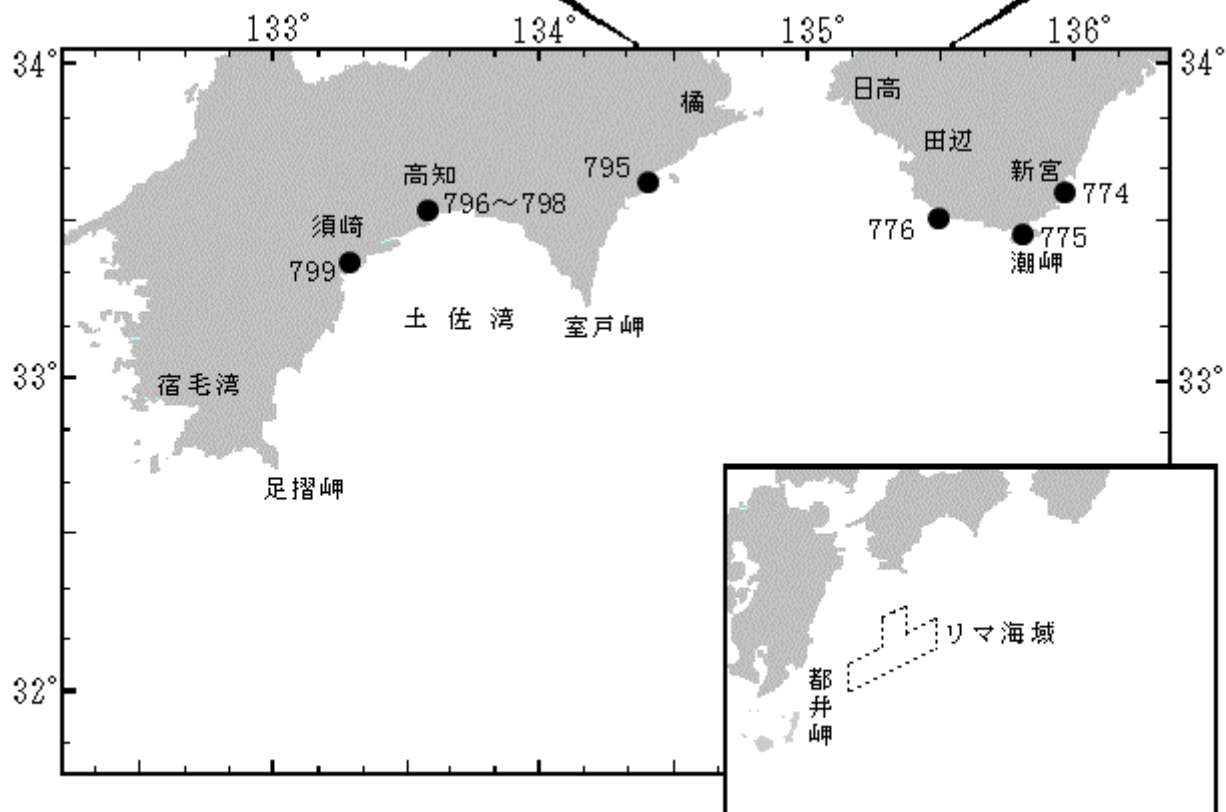 133° 134° 135° 136°
34° 34°
橘
日高
田辺
795
高知
新宮
774
796～798
須崎
776
775
799
潮岬
土佐湾
室戸岬
33° 33°
宿毛湾
足摺岬
リマ海域
32°
都井岬